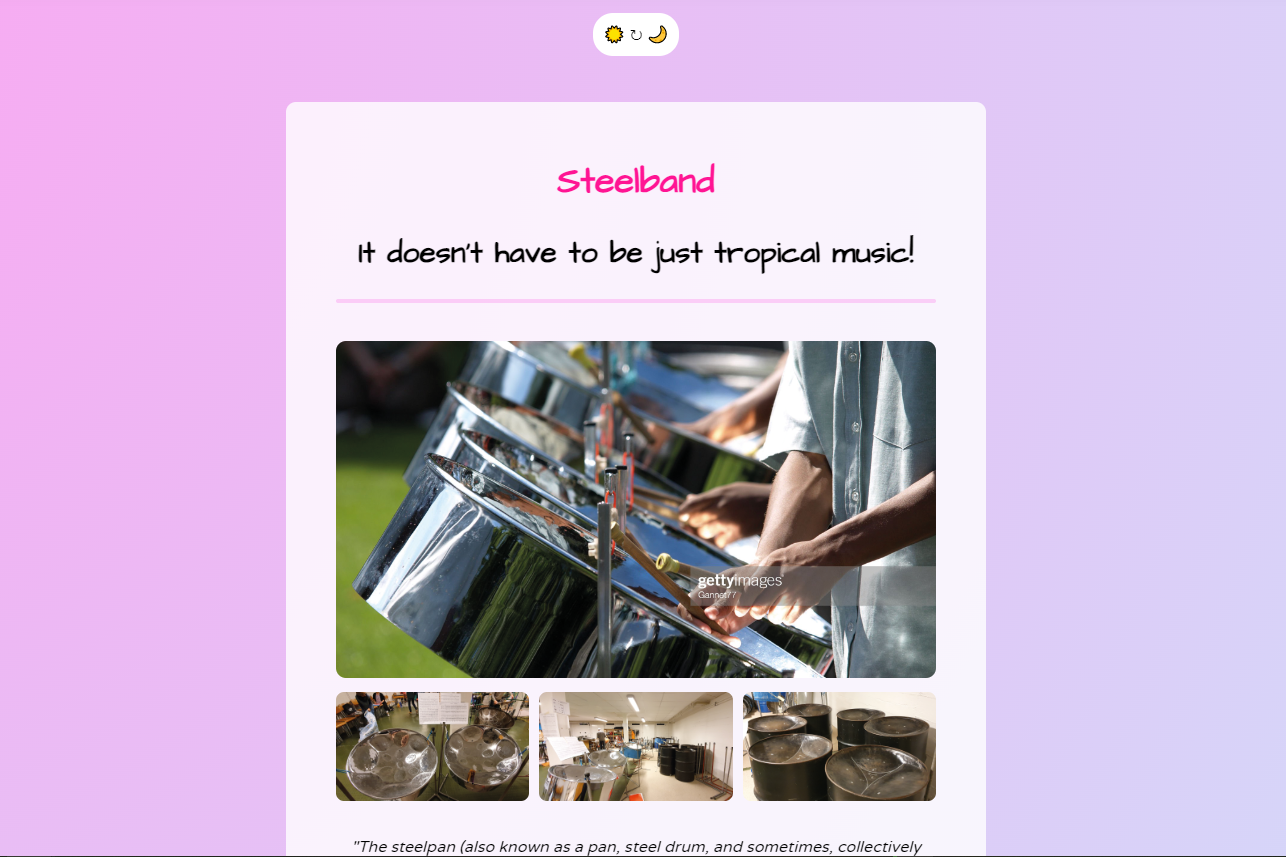 Steelband
It doesn't have to be just tropical music!
gettyimages®
Gannet77
"The steelpan (also known as a pan, steel drum, and sometimes, collectively